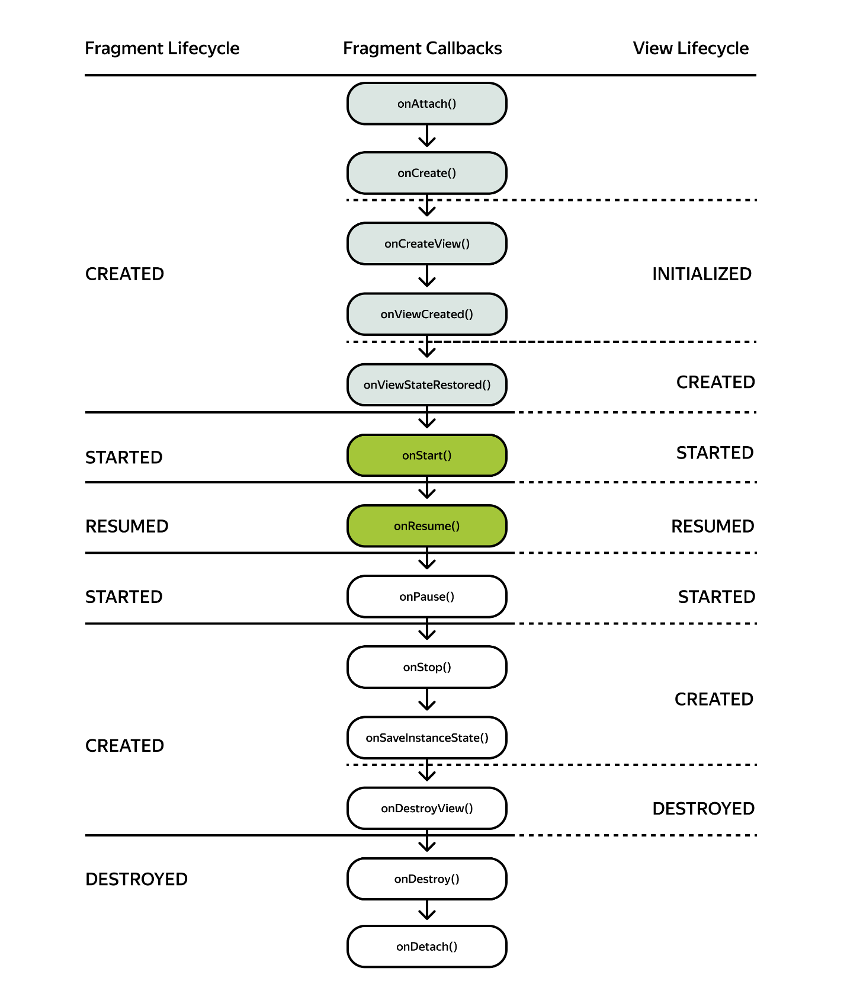 Fragment Lifecycle
Fragment Callbacks
View Lifecycle
onAttach()
onCreate()
onCreateView()
CREATED
INITIALIZED
onViewCreated()
onViewStateRestored()
CREATED
STARTED
onStart()
STARTED
RESUMED
onResume()
RESUMED
STARTED
onPause()
STARTED
onStop()
CREATED
onSaveInstanceState()
CREATED
onDestroyView()
DESTROYED
DESTROYED
onDestroy()
onDetach()